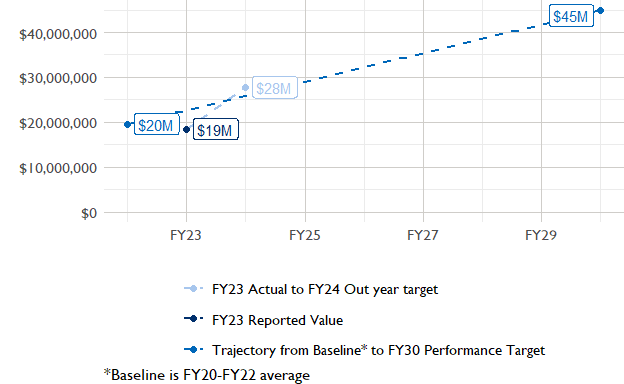 $45M
$40,000,000
$30,000,000
$28M
$20,000,000
$20M
$19M
$10,000,000
$0
FY23 FY25 FY27 FY29
FY23 Actual to FY24 Out year target
FY23 Reported Value
Trajectory from Baseline* to FY30 Performance Target
*Baseline is FY20-FY22 average